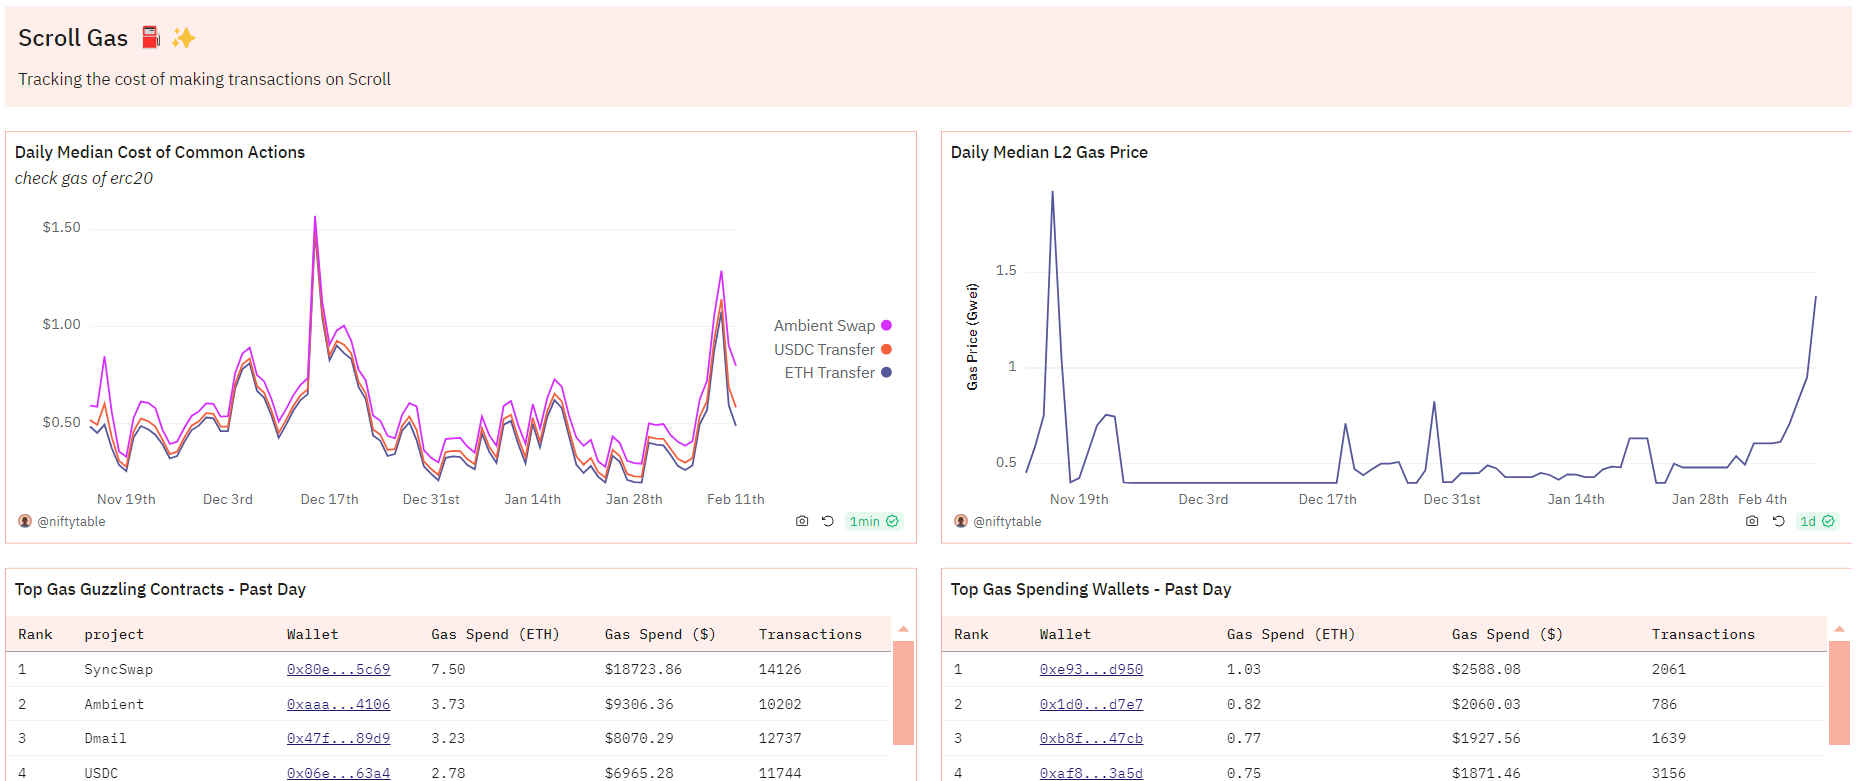 Scroll Gas ⛽ ✨
Tracking the cost of making transactions on Scroll
Daily Median Cost of Common Actions
check gas of erc20
$1.50
$1.00
$0.50
Nov 19th Dec 3rd Dec 17th Dec 31st Jan 14th Jan 28th Feb 11th
Ambient Swap
USDC Transfer
ETH Transfer
@niftytable
1min
Daily Median L2 Gas Price
Gas Price (Gwei)
1.5
1
0.5
Nov 19th Dec 3rd Dec 17th Dec 31st Jan 14th Jan 28th Feb 4th
@niftytable
1d
Top Gas Guzzling Contracts - Past Day
Rank project Wallet Gas Spend (ETH) Gas Spend ($) Transactions
1 SyncSwap 0x80e...5c69 7.50 $18723.86 14126
2 Ambient 0xaaa...4106 3.73 $9306.36 10202
3 Dmail 0x47f...89d9 3.23 $8070.29 12737
4 USDC 0x06e...63a4 2.78 $6965.28 11744
Top Gas Spending Wallets - Past Day
Rank Wallet Gas Spend (ETH) Gas Spend ($) Transactions
1 0xe93...d950 1.03 $2588.08 2061
2 0x1d0...d7e7 0.82 $2060.03 786
3 0xb8f...47cb 0.77 $1927.56 1639
4 0xaf8...3a5d 0.75 $1871.46 3156